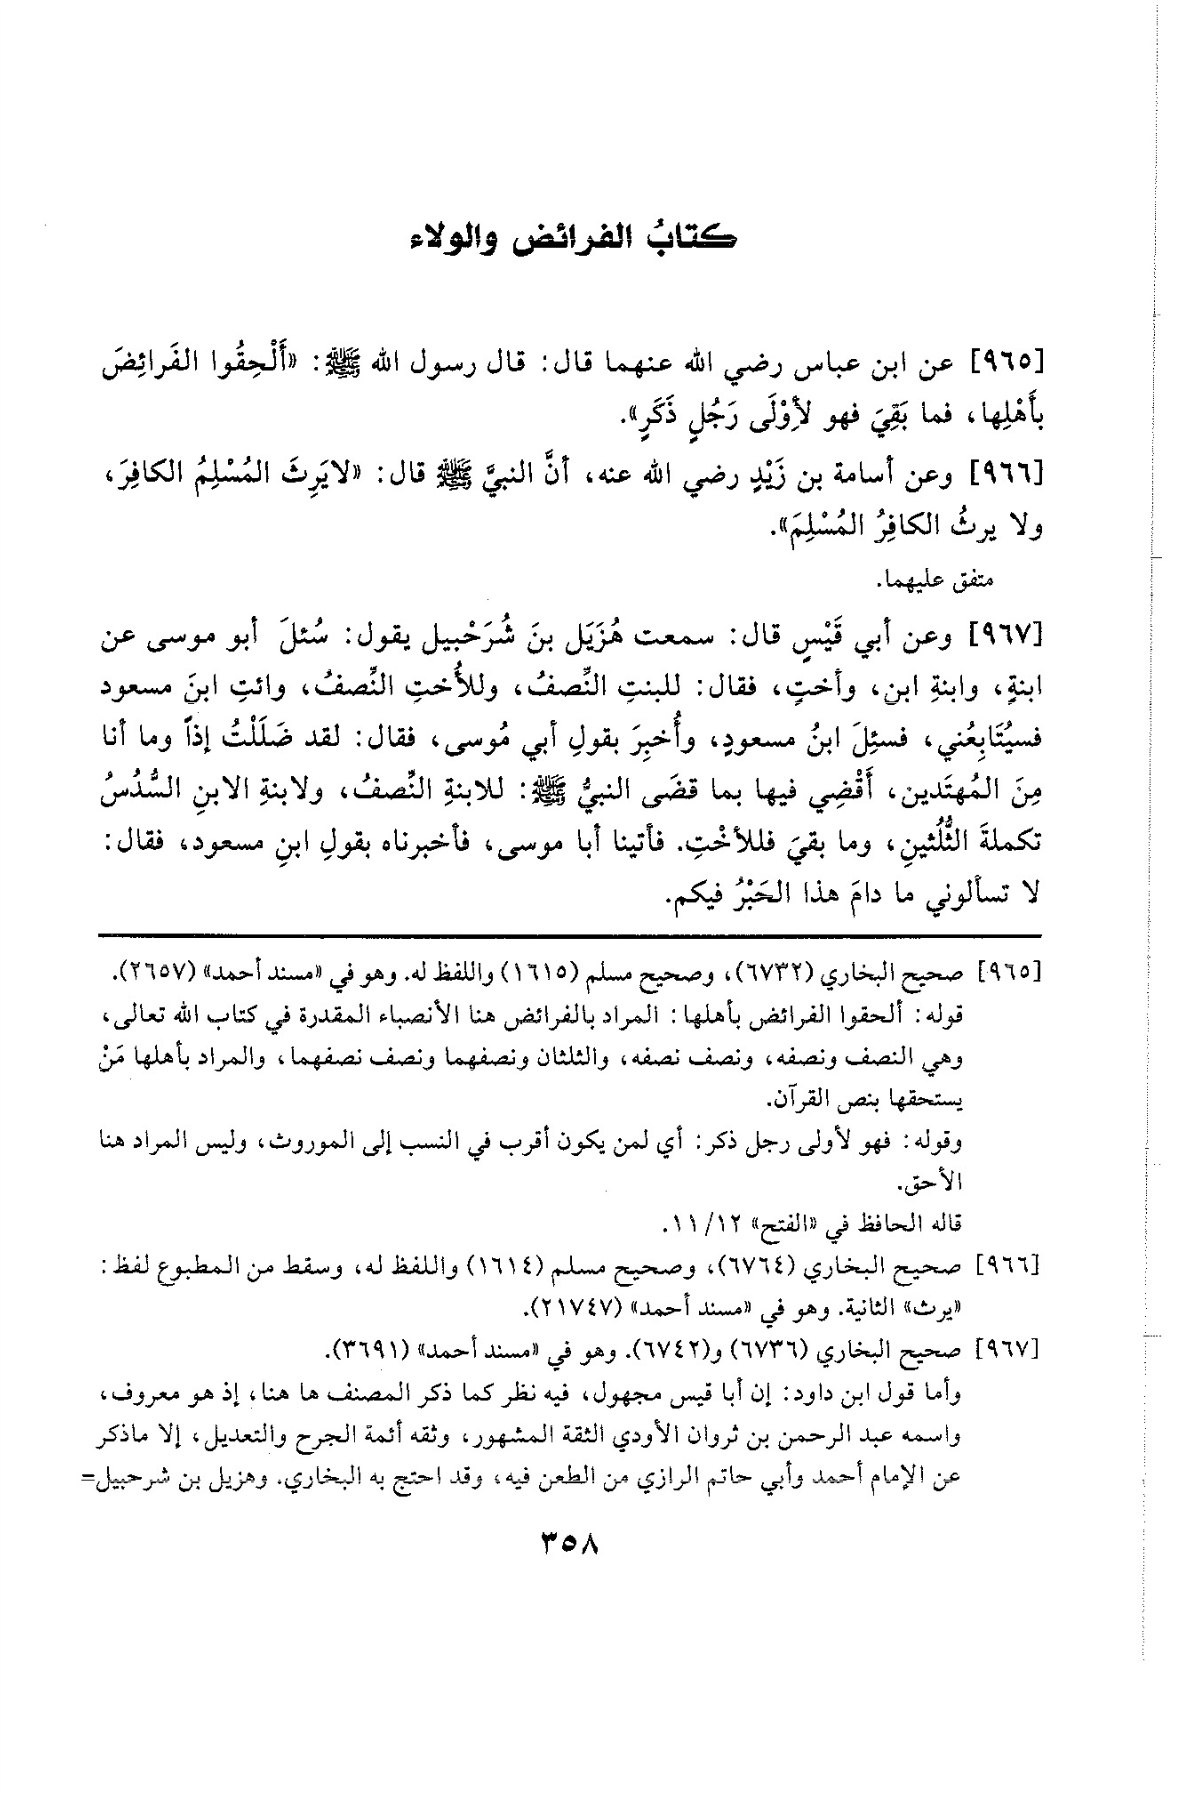 كتابُ الفرائض والولاء
[٩٦٥] عن ابن عباس رضي الله عنهما قال: قال رسول الله ﷺ: «أَلْحِقُوا الفَرائِضَ
بأَهْلِها، فما بَقِيَ فهو لأِوْلَى رَجُلٍ ذَكَرٍ».
[٩٦٦] وعن أسامة بن زَيْدٍ رضي الله عنه، أنَّ النبيَّ ﷺ قال: «لايَرِثُ المُسْلِمُ الكافِرَ،
ولا يرثُ الكافِرُ المُسْلِمَ».
متفق عليهما.
[٩٦٧] وعن أبي قَيْسٍ قال: سمعت هُزَيَل بنَ شُرَحْبيل يقول: سُئلَ أبو موسى عن
ابنةٍ، وابنةِ ابن، وأختٍ، فقال: للبنتِ النِّصفُ، وللأُختِ النِّصفُ، وائتِ ابنَ مسعود
فسيُتَابِعُني، فسئِلَ ابنُ مسعودٍ، وأُخبِرَ بقولِ أبي مُوسى، فقال: لقد ضَلَلْتُ إذاً وما أنا
مِنَ المُهتَدين، أَقْضِي فيها بما قضَى النبيُّ ﷺ: للابنةِ النِّصفُ، ولابنةِ الابنِ السُّدُسُ
تكملةَ الثُّلُثينِ، وما بقيَ فللأخْتِ. فأتينا أبا موسى، فأخبرناه بقولِ ابنِ مسعود، فقال:
لا تسألوني ما دامَ هذا الحَبْرُ فيكم.
[٩٦٥] صحيح البخاري (٦٧٣٢)، وصحيح مسلم (١٦١٥) واللفظ له. وهو في «مسند أحمد» (٢٦٥٧).
قوله: ألحقوا الفرائض بأهلها: المراد بالفرائض هنا الأنصباء المقدرة في كتاب الله تعالى،
وهي النصف ونصفه، ونصف نصفه، والثلثان ونصفهما ونصف نصفهما، والمراد بأهلها مَنْ
يستحقها بنص القرآن.
وقوله: فهو لأولى رجل ذكر: أي لمن يكون أقرب في النسب إلى الموروث، وليس المراد هنا
الأحق.
قاله الحافظ في «الفتح» ١١/١٢.
[٩٦٦] صحيح البخاري (٦٧٦٤)، وصحيح مسلم (١٦١٤) واللفظ له، وسقط من المطبوع لفظ:
«يرث» الثانية. وهو في «مسند أحمد» (٢١٧٤٧).
[٩٦٧] صحيح البخاري (٦٧٣٦) و(٦٧٤٢). وهو في «مسند أحمد» (٣٦٩١).
وأما قول ابن داود: إن أبا قيس مجهول، فيه نظر كما ذكر المصنف ها هنا، إذ هو معروف،
واسمه عبد الرحمن بن ثروان الأودي الثقة المشهور، وثقه أئمة الجرح والتعديل، إلا ماذكر
عن الإمام أحمد وأبي حاتم الرازي من الطعن فيه، وقد احتج به البخاري. وهزيل بن شرحبيل=
٣٥٨